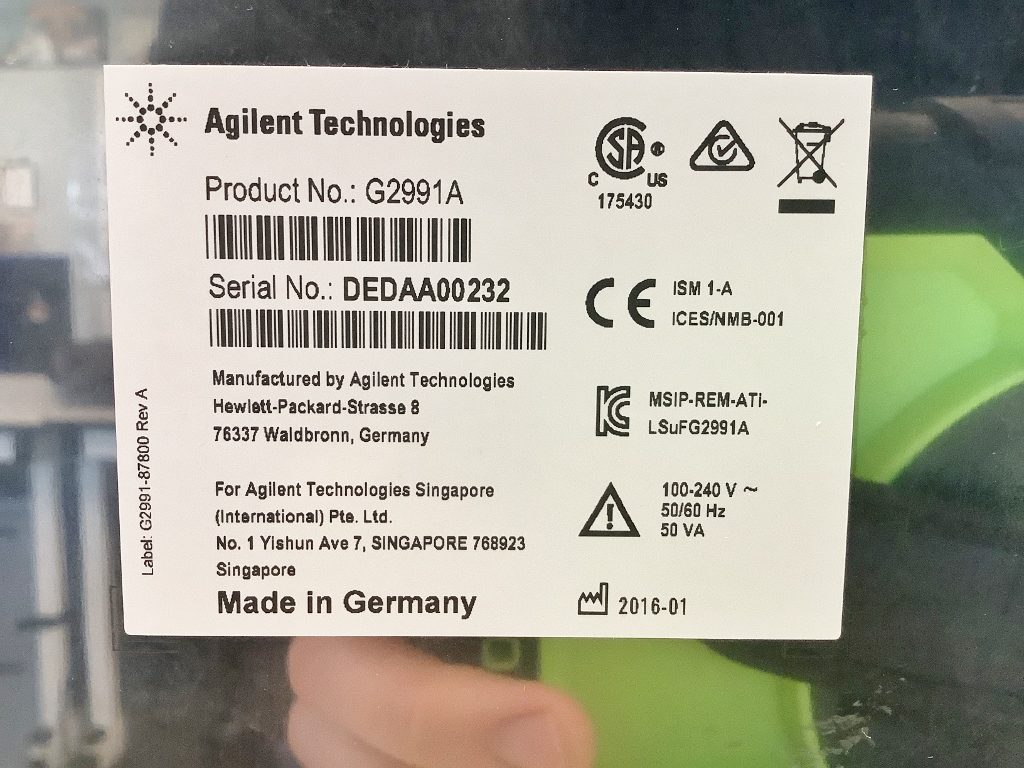 Agilent Technologies
Product No.: G2991A
Serial No.: DEDAA00232
Manufactured by Agilent Technologies
Hewlett-Packard-Strasse 8
76337 Waldbronn, Germany
For Agilent Technologies Singapore
(International) Pte. Ltd.
No. 1 Yishun Ave 7, SINGAPORE 768923
Singapore
Made in Germany
Label: G2991-87800 Rev A
C SA US
175430
CE
ISM 1-A
ICES/NMB-001
MSIP-REM-ATi-
LSuFG2991A
100-240 V ~
50/60 Hz
50 VA
2016-01